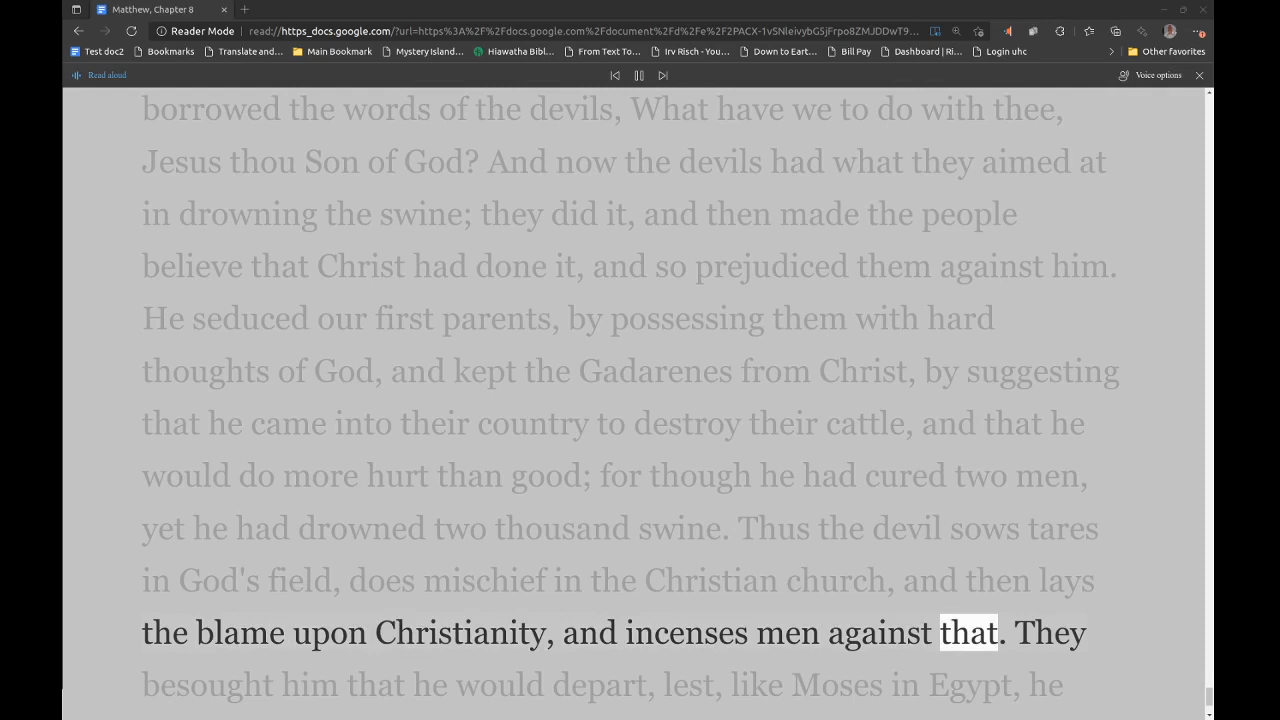 Matthew, Chapter 8
Reader Mode read://https_docs.google.com/?url=https%3A%2F%2Fdocs.google.com%2Fdocument%2Fd%2Fe%2F2PACX-1vSNIeivybG5jFrpo8ZMJDDwT9...
Test doc2 Bookmarks Translate and... Main Bookmark Mystery Island... Hiawatha Bibl... From Text To... Irv Risch - You... Down to Eart... Bill Pay Dashboard | Ri... Login uhc Other favorites
Read aloud Voice options
borrowed the words of the devils, What have we to do with thee,
Jesus thou Son of God? And now the devils had what they aimed at
in drowning the swine; they did it, and then made the people
believe that Christ had done it, and so prejudiced them against him.
He seduced our first parents, by possessing them with hard
thoughts of God, and kept the Gadarenes from Christ, by suggesting
that he came into their country to destroy their cattle, and that he
would do more hurt than good; for though he had cured two men,
yet he had drowned two thousand swine. Thus the devil sows tares
in God's field, does mischief in the Christian church, and then lays
the blame upon Christianity, and incenses men against that. They
besought him that he would depart, lest, like Moses in Egypt, he